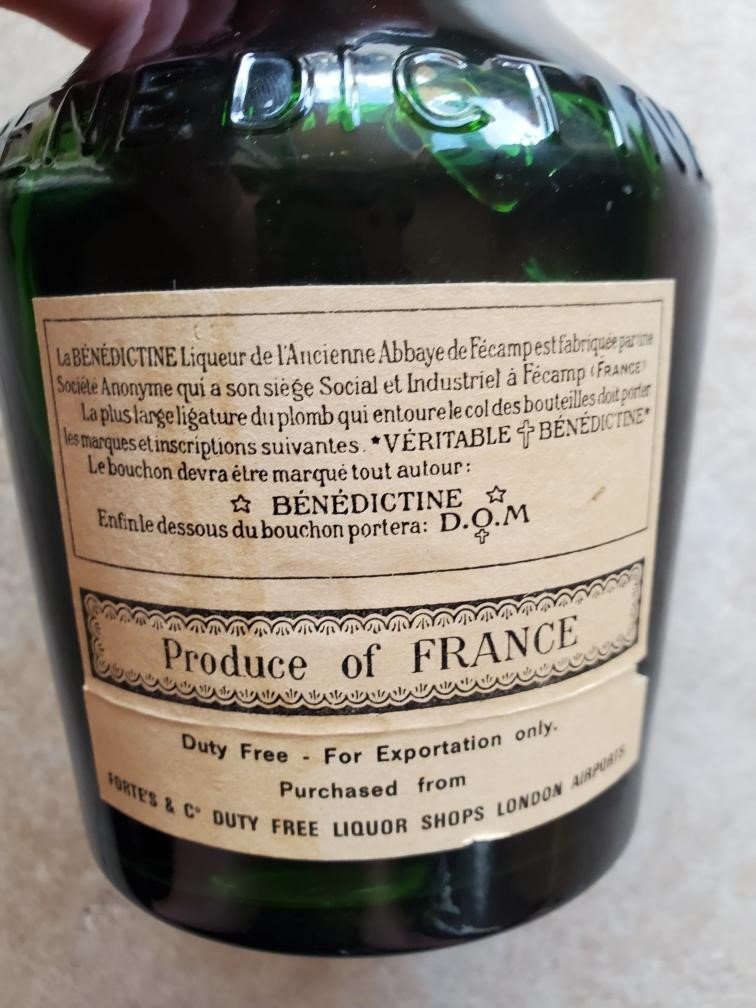 NEDICTIN
La BÉNÉDICTINE Liqueur de l'Ancienne Abbaye de Fécamp est fabriquée par une
Société Anonyme qui a son siège Social et Industriel à Fécamp (FRANCE)
La plus large ligature du plomb qui entoure le col des bouteilles doit porter
les marques et inscriptions suivantes. *VÉRITABLE ✞ BÉNÉDICTINE*
Le bouchon devra être marqué tout autour:
☆ BÉNÉDICTINE ☆
Enfin le dessous du bouchon portera: D.O.M
Produce of FRANCE
Duty Free - For Exportation only.
Purchased from
FORTE'S & Cº DUTY FREE LIQUOR SHOPS LONDON AIRPORTS